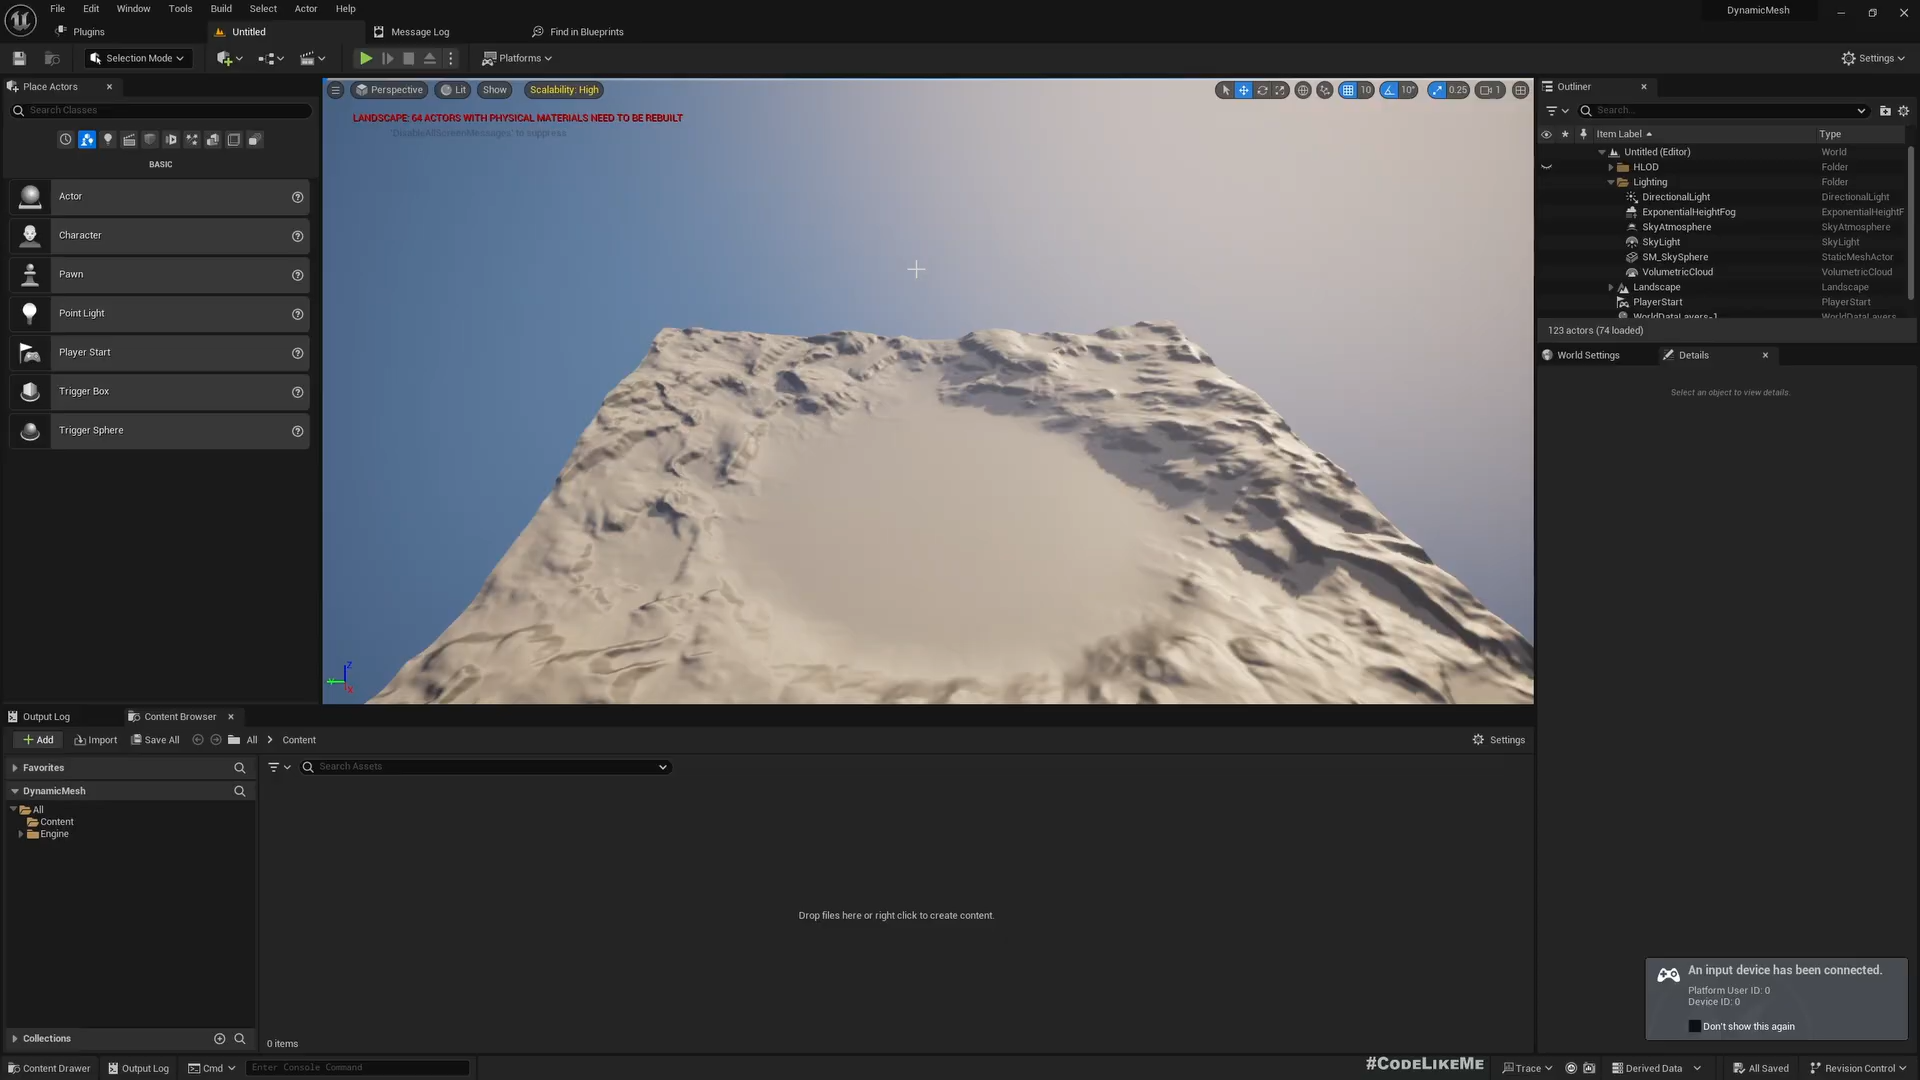 File Edit Window Tools Build Select Actor Help
DynamicMesh
Plugins
Untitled
Message Log
Find in Blueprints
Selection Mode
Platforms
Settings
Place Actors
Search Classes
BASIC
Actor
Character
Pawn
Point Light
Player Start
Trigger Box
Trigger Sphere
Perspective Lit Show Scalability: High
10 10° 0.25 1
LANDSCAPE: 64 ACTORS WITH PHYSICAL MATERIALS NEED TO BE REBUILT
'DisableAllScreenMessages' to suppress
Z
Y
X
Outliner
Search...
Item Label Type
Untitled (Editor) World
HLOD Folder
Lighting Folder
DirectionalLight DirectionalLight
ExponentialHeightFog ExponentialHeightF
SkyAtmosphere SkyAtmosphere
SkyLight SkyLight
SM_SkySphere StaticMeshActor
VolumetricCloud VolumetricCloud
Landscape Landscape
PlayerStart PlayerStart
WorldDataLayers-1 WorldDataLayers
123 actors (74 loaded)
World Settings Details
Select an object to view details.
Output Log Content Browser
Add Import Save All All Content
Settings
Favorites
DynamicMesh
All
Content
Engine
Collections
Search Assets
Drop files here or right click to create content.
0 items
An input device has been connected.
Platform User ID: 0
Device ID: 0
Don't show this again
Content Drawer Output Log Cmd Enter Console Command
#CodeLikeMe
Trace Derived Data All Saved Revision Control